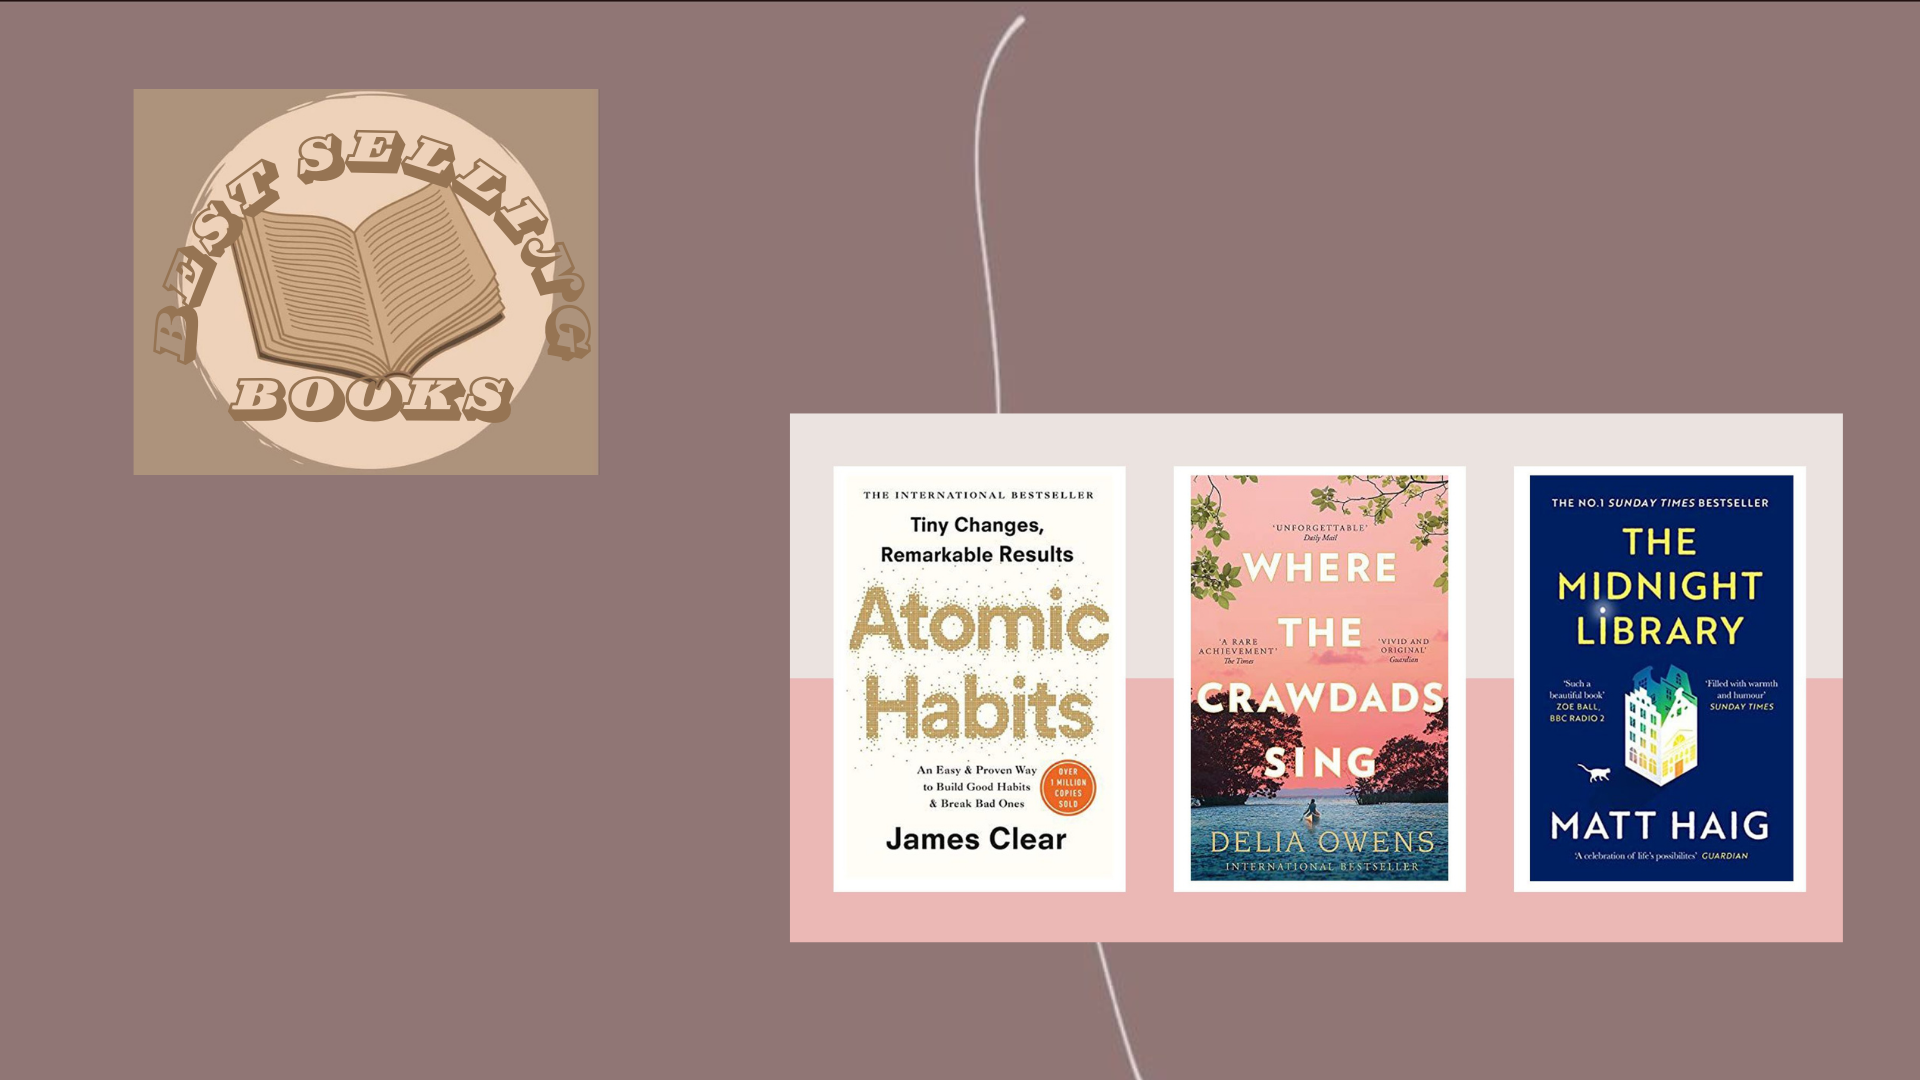 BEST SELLING
BOOKS
THE INTERNATIONAL BESTSELLER
Tiny Changes,
Remarkable Results
Atomic
Habits
An Easy & Proven Way
to Build Good Habits
& Break Bad Ones
OVER
1 MILLION
COPIES
SOLD
James Clear
'UNFORGETTABLE'
Daily Mail
WHERE
THE
'A RARE
ACHIEVEMENT'
The Times
'VIVID AND
ORIGINAL'
Guardian
CRAWDADS
SING
DELIA OWENS
INTERNATIONAL BESTSELLER
THE NO.1 SUNDAY TIMES BESTSELLER
THE
MIDNIGHT
LIBRARY
'Such a
beautiful book'
ZOE BALL,
BBC RADIO 2
'Filled with warmth
and humour'
SUNDAY TIMES
MATT HAIG
'A celebration of life's possibilites' GUARDIAN